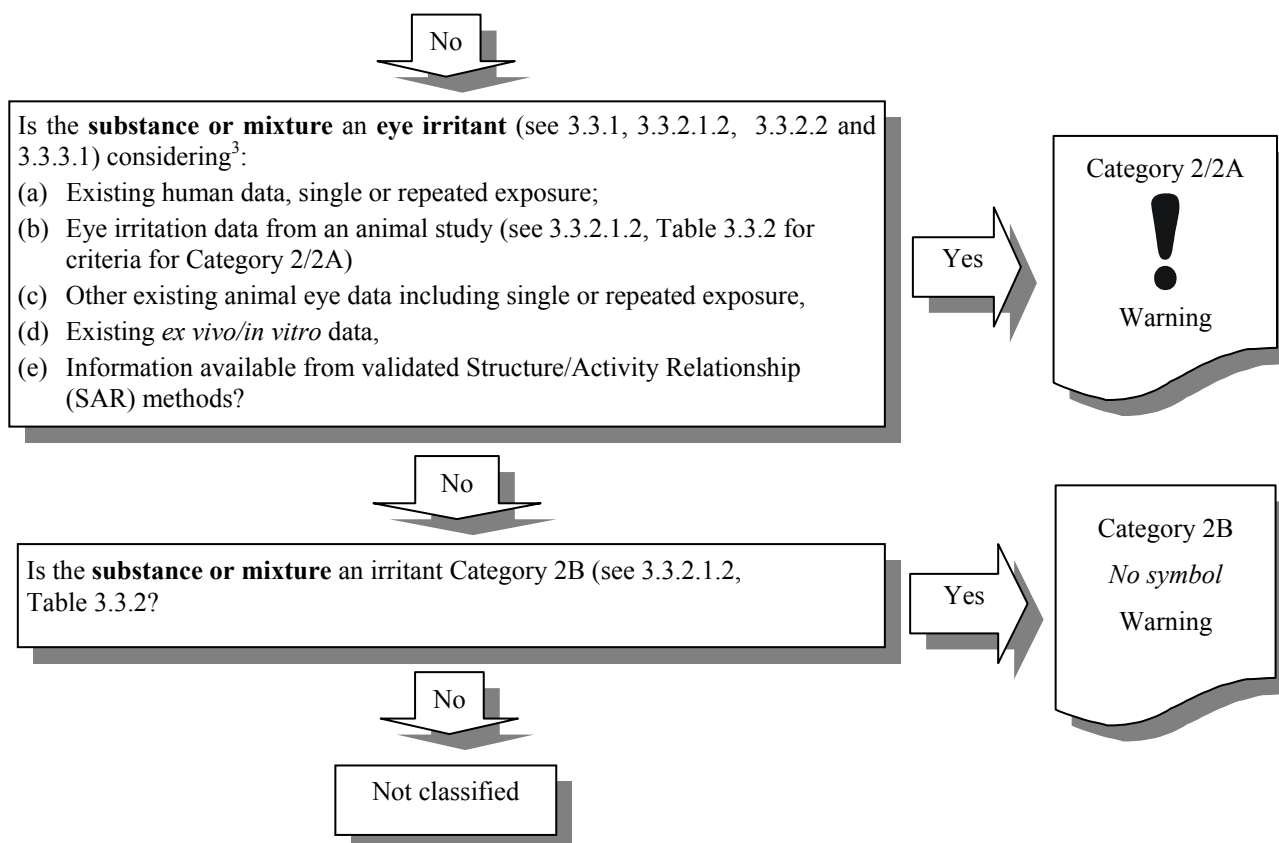 No
Is the substance or mixture an eye irritant (see 3.3.1, 3.3.2.1.2, 3.3.2.2 and
3.3.3.1) considering³:
(a) Existing human data, single or repeated exposure;
(b) Eye irritation data from an animal study (see 3.3.2.1.2, Table 3.3.2 for
criteria for Category 2/2A)
(c) Other existing animal eye data including single or repeated exposure,
(d) Existing ex vivo/in vitro data,
(e) Information available from validated Structure/Activity Relationship
(SAR) methods?
Yes
Category 2/2A
!
Warning
No
Is the substance or mixture an irritant Category 2B (see 3.3.2.1.2,
Table 3.3.2?
Yes
Category 2B
No symbol
Warning
No
Not classified